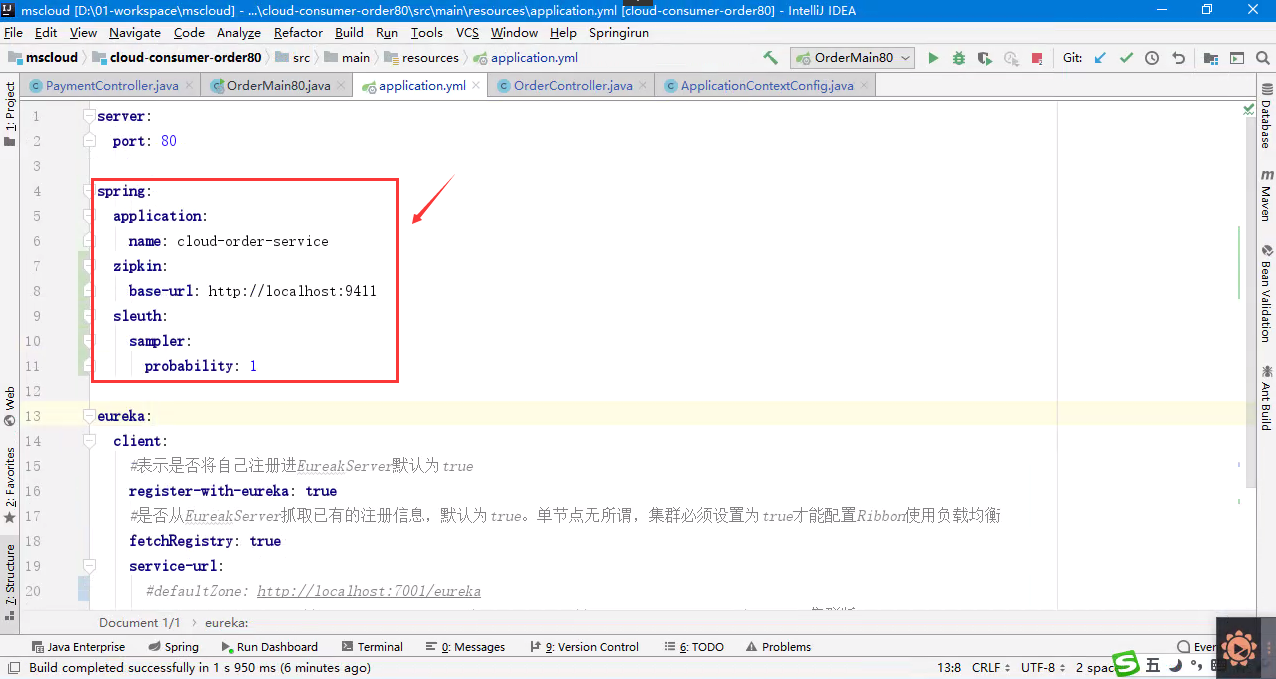 mscloud [D:\01-workspace\mscloud] - ...\cloud-consumer-order80\src\main\resources\application.yml [cloud-consumer-order80] - IntelliJ IDEA
File Edit View Navigate Code Analyze Refactor Build Run Tools VCS Window Help Springirun
mscloud cloud-consumer-order80 src main resources application.yml OrderMain80 Git:
PaymentController.java OrderMain80.java application.yml OrderController.java ApplicationContextConfig.java
1 server:
2 port: 80
3
4 spring:
5 application:
6 name: cloud-order-service
7 zipkin:
8 base-url: http://localhost:9411
9 sleuth:
10 sampler:
11 probability: 1
12
13 eureka:
14 client:
15 #表示是否将自己注册进EureakServer默认为true
16 register-with-eureka: true
17 #是否从EureakServer抓取已有的注册信息，默认为true。单节点无所谓，集群必须设置为true才能配置Ribbon使用负载均衡
18 fetchRegistry: true
19 service-url:
20 #defaultZone: http://localhost:7001/eureka
1: Project
Web
2: Favorites
7: Structure
Database
m Maven
Bean Validation
Ant Build
Document 1/1 eureka:
Java Enterprise Spring Run Dashboard Terminal 0: Messages 9: Version Control 6: TODO Problems
Build completed successfully in 1 s 950 ms (6 minutes ago) 13:8 CRLF UTF-8 五